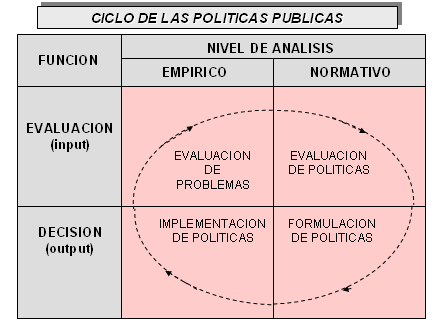 CICLO DE LAS POLITICAS PUBLICAS
FUNCION
NIVEL DE ANALISIS
EMPIRICO
NORMATIVO
EVALUACION
(input)
EVALUACION
DE
PROBLEMAS
EVALUACION
DE POLITICAS
DECISION
(output)
IMPLEMENTACION
DE POLITICAS
FORMULACION
DE POLITICAS